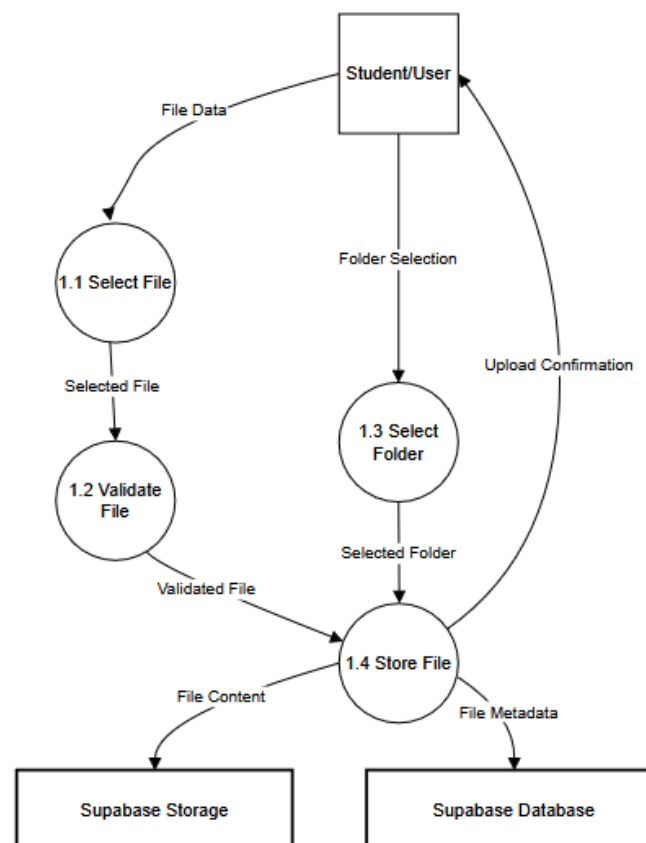 Student/User
File Data
Folder Selection
1.1 Select File
Upload Confirmation
Selected File
1.3 Select
Folder
1.2 Validate
File
Selected Folder
Validated File
1.4 Store File
File Content
File Metadata
Supabase Storage
Supabase Database